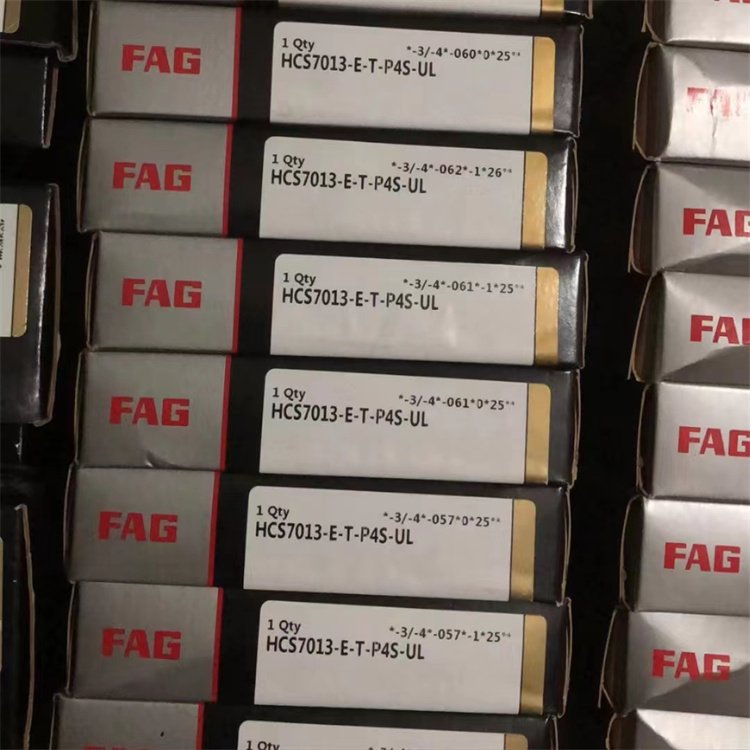 FAG
1 Qty
*-3/-4*-060*0*25**
HCS7013-E-T-P4S-UL
FAG
1 Qty
*-3/-4*-062*-1*26**
HCS7013-E-T-P4S-UL
FAG
1 Qty
*-3/-4*-061*-1*25**
HCS7013-E-T-P4S-UL
FAG
1 Qty
*-3/-4*-061*0*25**
HCS7013-E-T-P4S-UL
FAG
1 Qty
*-3/-4*-057*0*25**
HCS7013-E-T-P4S-UL
FAG
1 Qty
*-3/-4*-057*-1*25**
HCS7013-E-T-P4S-UL
1 Qty
FAG
FAG
FAG
FAG
FAG